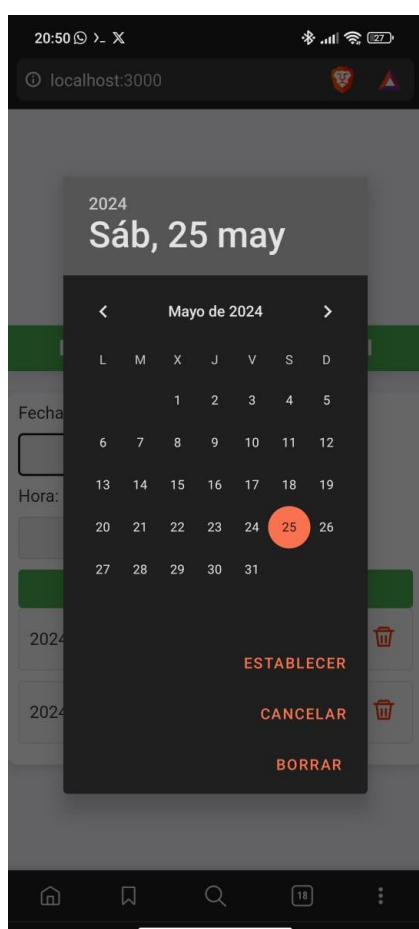 20:50
27
localhost:3000
2024
Sáb, 25 may
Mayo de 2024
L M X J V S D
1 2 3 4 5
6 7 8 9 10 11 12
13 14 15 16 17 18 19
20 21 22 23 24 25 26
27 28 29 30 31
Fecha
Hora:
ESTABLECER
2024
CANCELAR
2024
BORRAR
18